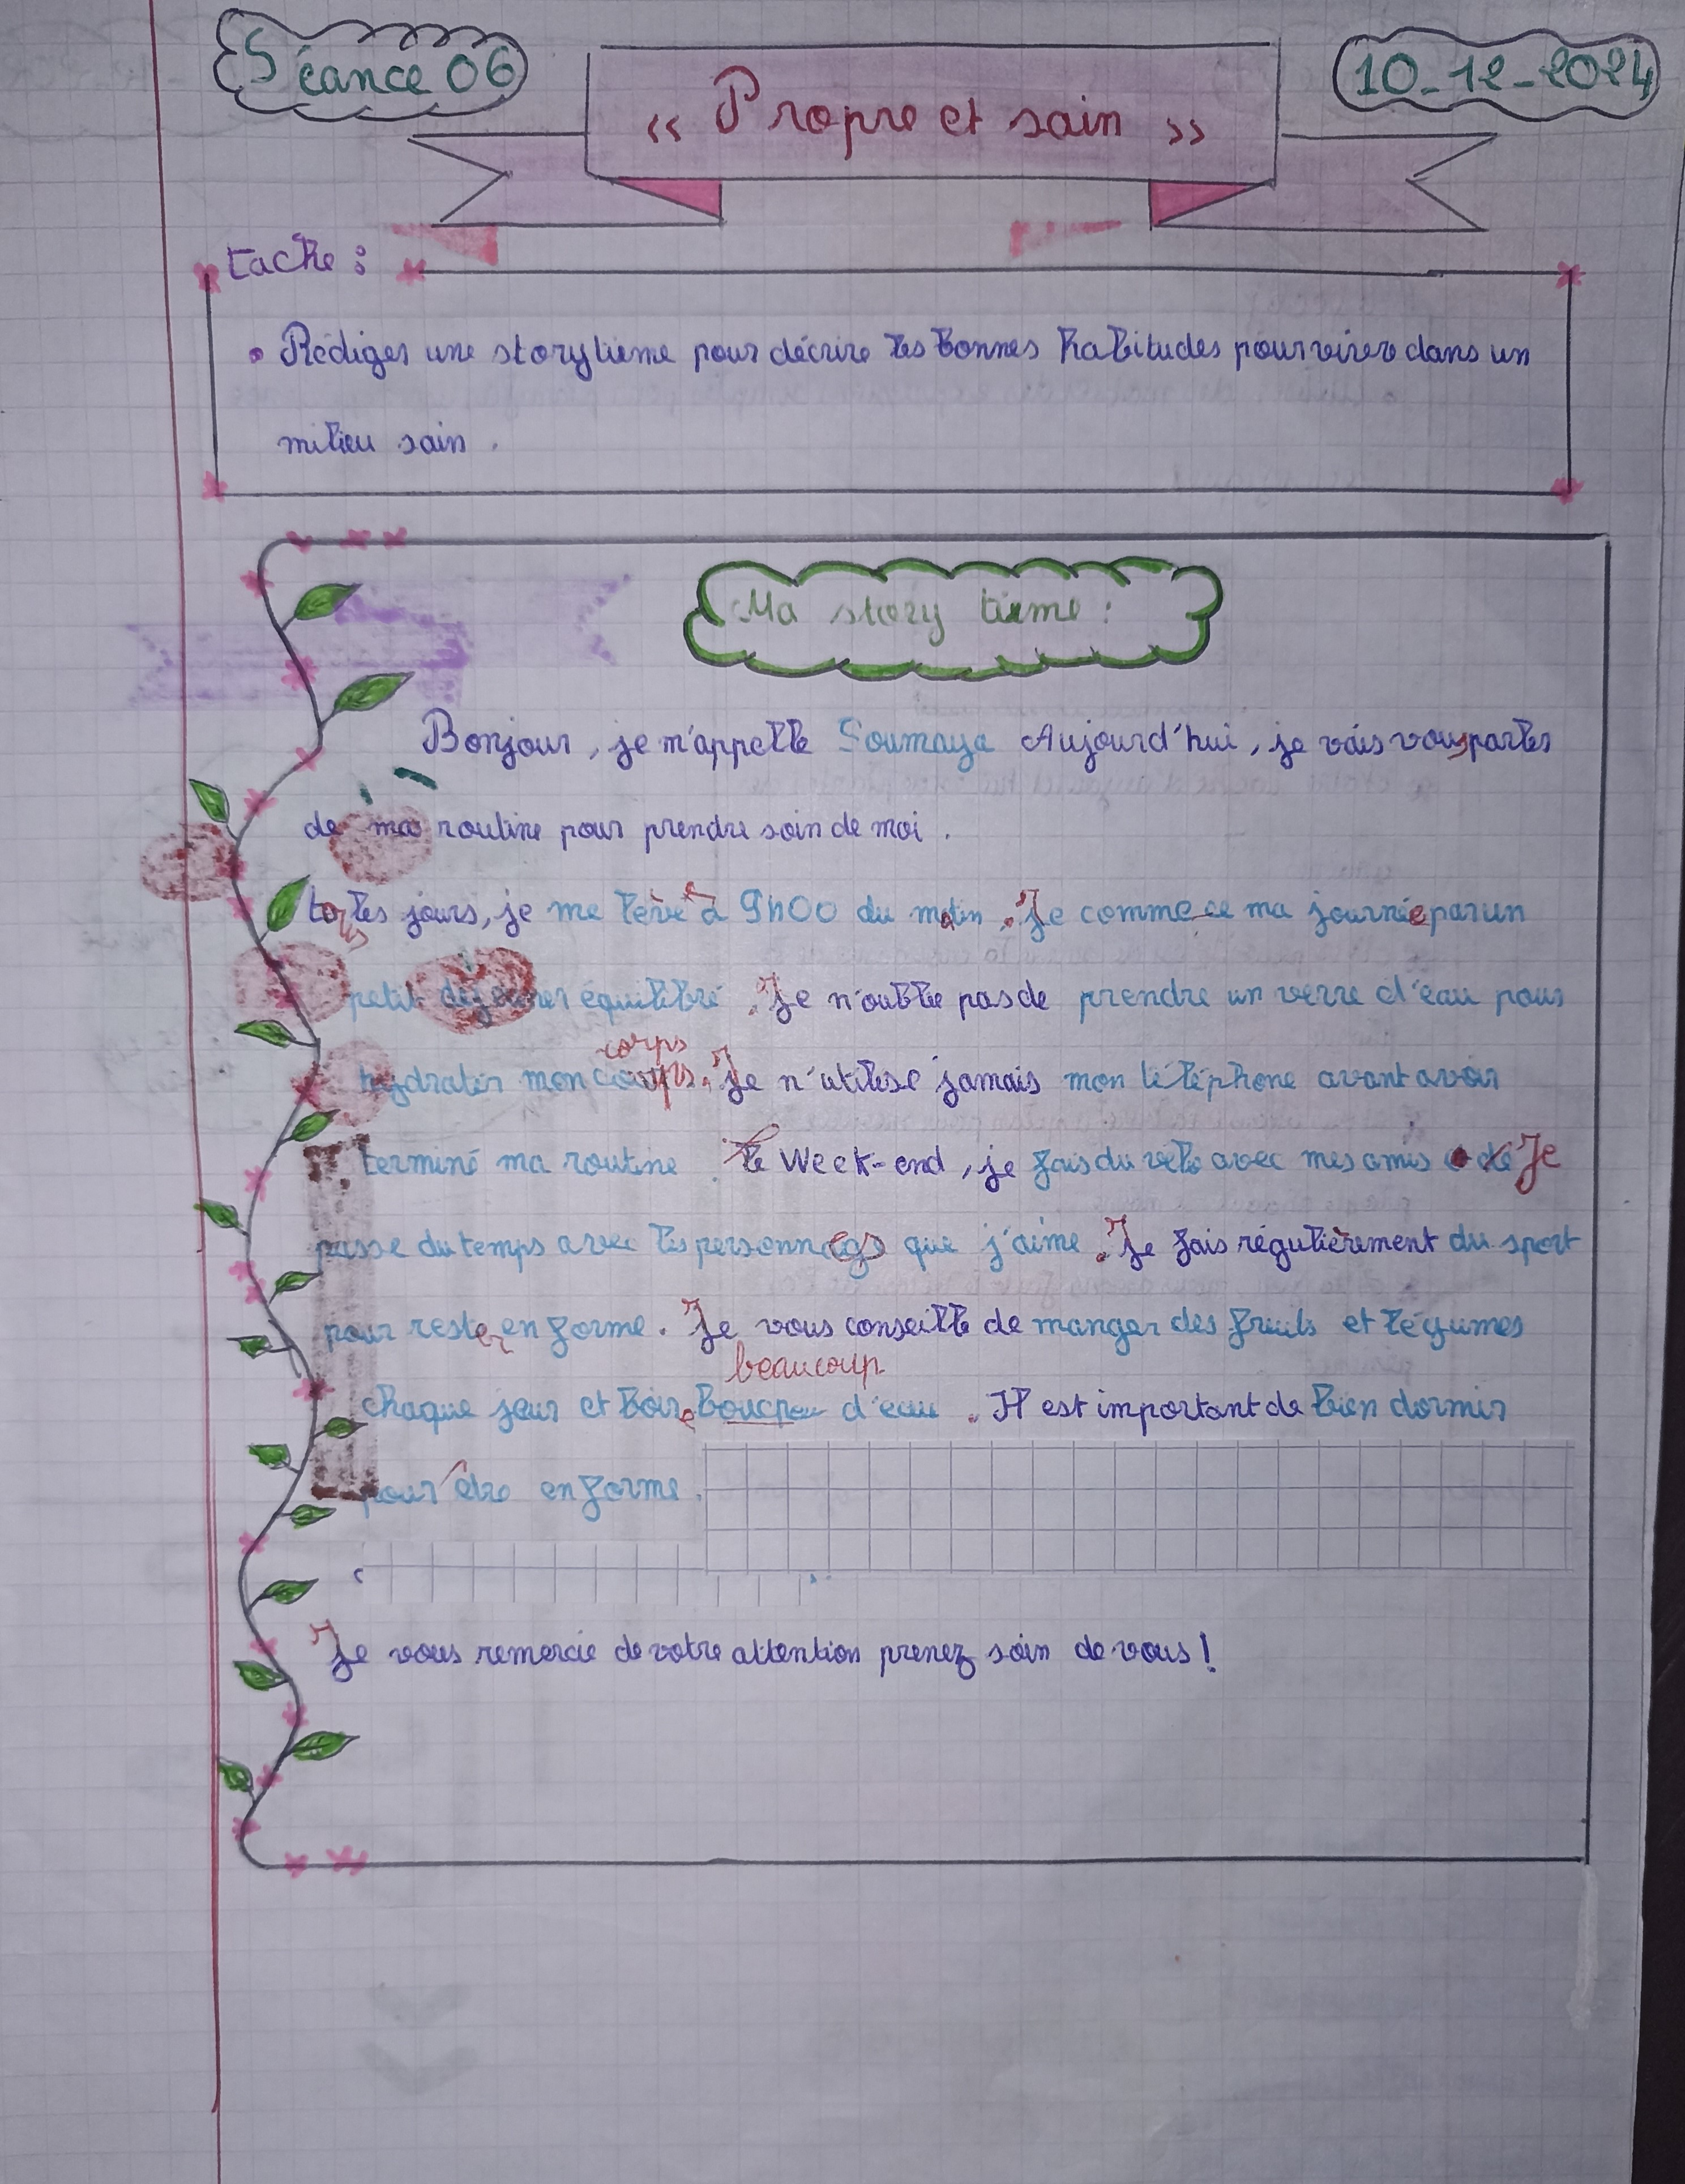 Séance 06
« Propre et sain »
10-12-2024
tache :
• Rédiger une storytieme pour décrire les bonnes habitudes pour vivre dans un
milieu sain .
Ma story tieme :
Bonjour , je m'appelle Soumaya Aujourd'hui , je vais vous parler
de ma routine pour prendre soin de moi .
tous les jours, je me lève à 9h00 du matin . Je commence ma journée par un
petit déjeuner équilibré . Je n'oublie pas de prendre un verre d'eau pour
corps
hydrater mon . Je n'utilise jamais mon téléphone avant avoir
terminé ma routine . le week-end , je fais du vélo avec mes amis Je
passe du temps avec les personnes que j'aime . Je fais régulièrement du sport
pour rester en forme . Je vous conseille de manger des fruits et légumes
beaucoup
chaque jour et boire d'eau . Il est important de bien dormir
pour être en forme .
Je vous remercie de votre attention prenez soin de vous !